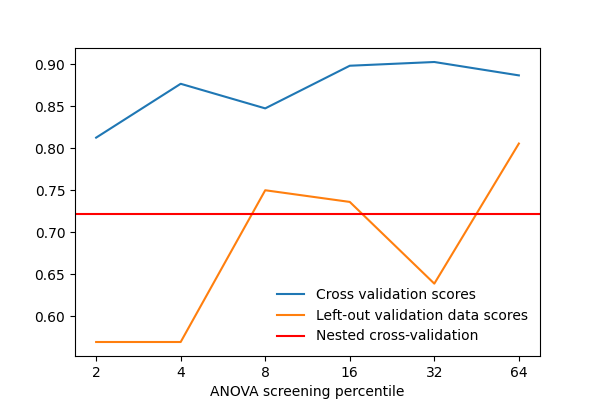 0.90
0.85
0.80
0.75
0.70
0.65
0.60
Cross validation scores
Left-out validation data scores
Nested cross-validation
2 4 8 16 32 64
ANOVA screening percentile